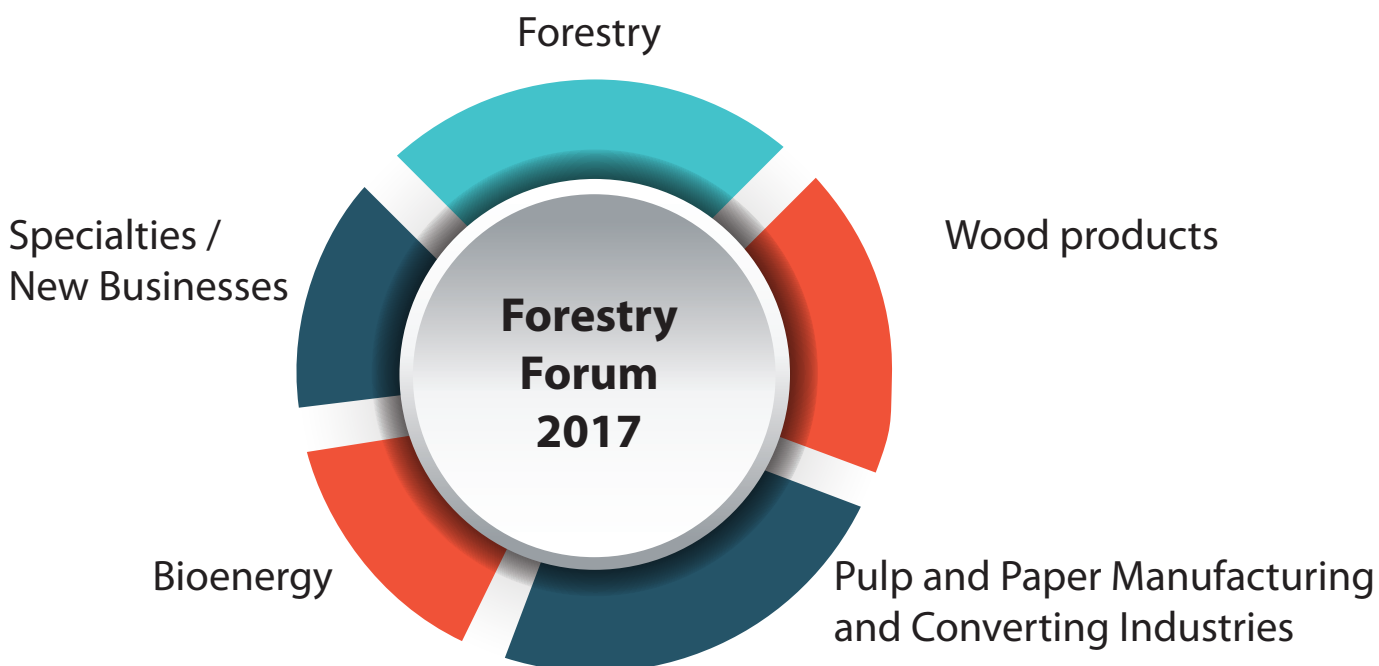 Forestry
Specialties /
New Businesses
Wood products
Forestry
Forum
2017
Bioenergy
Pulp and Paper Manufacturing
and Converting Industries